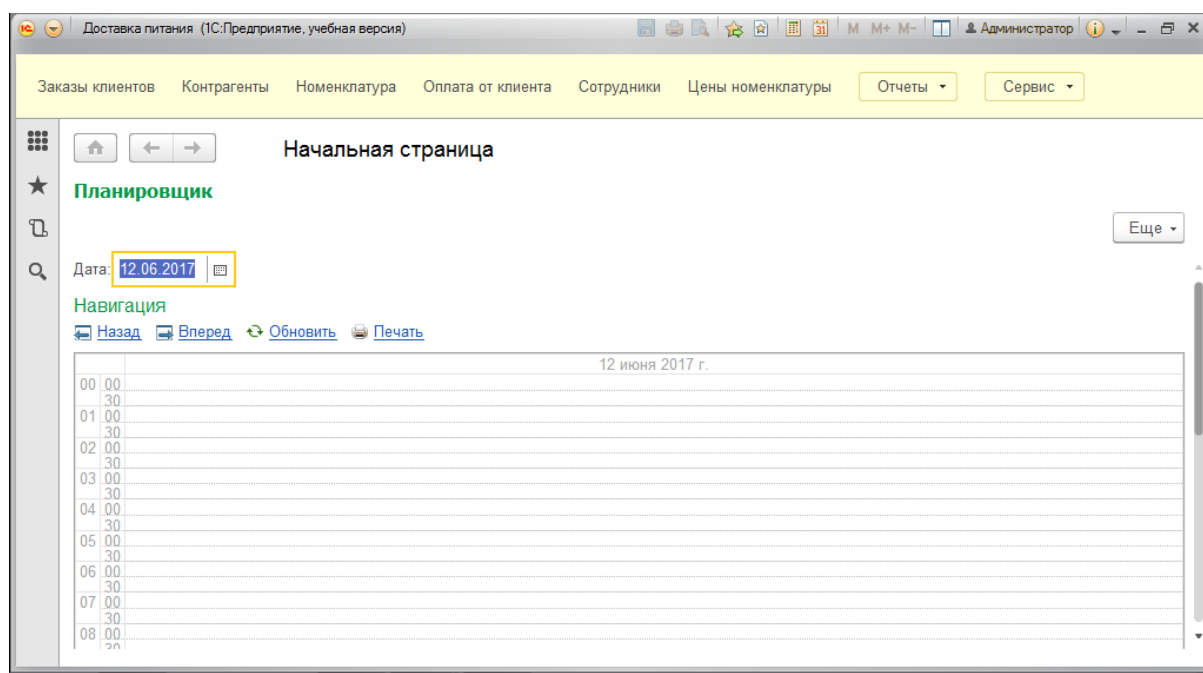 Доставка питания (1С:Предприятие, учебная версия) M M+ M- Администратор
Заказы клиентов Контрагенты Номенклатура Оплата от клиента Сотрудники Цены номенклатуры Отчеты Сервис
Начальная страница
Планировщик
Еще
Дата: 12.06.2017
Навигация
Назад Вперед Обновить Печать
12 июня 2017 г.
00 00
30
01 00
30
02 00
30
03 00
30
04 00
30
05 00
30
06 00
30
07 00
30
08 00
30